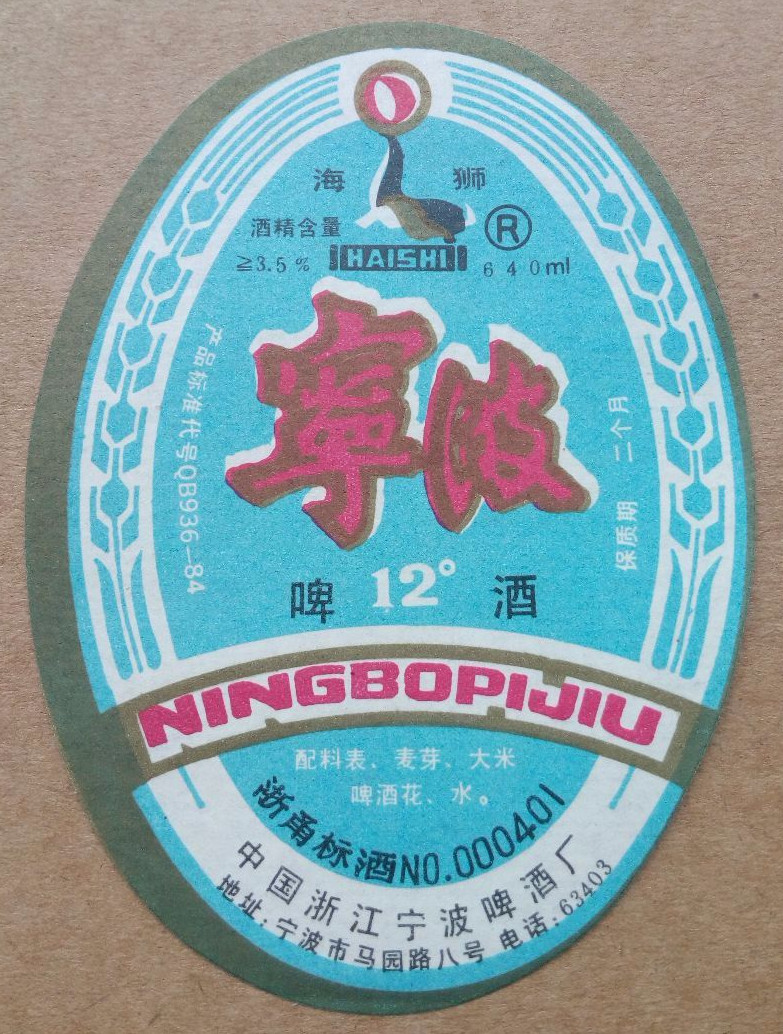 海 狮
酒精含量
≧3.5%
HAISHI
R
640ml
寧波
产品标准代号QB936-84
保质期 二个月
啤 12° 酒
NINGBOPIJIU
配料表、麦芽、大米
啤酒花、水。
浙甬标酒NO.000401
中国浙江宁波啤酒厂
地址:宁波市马园路八号 电话:63403